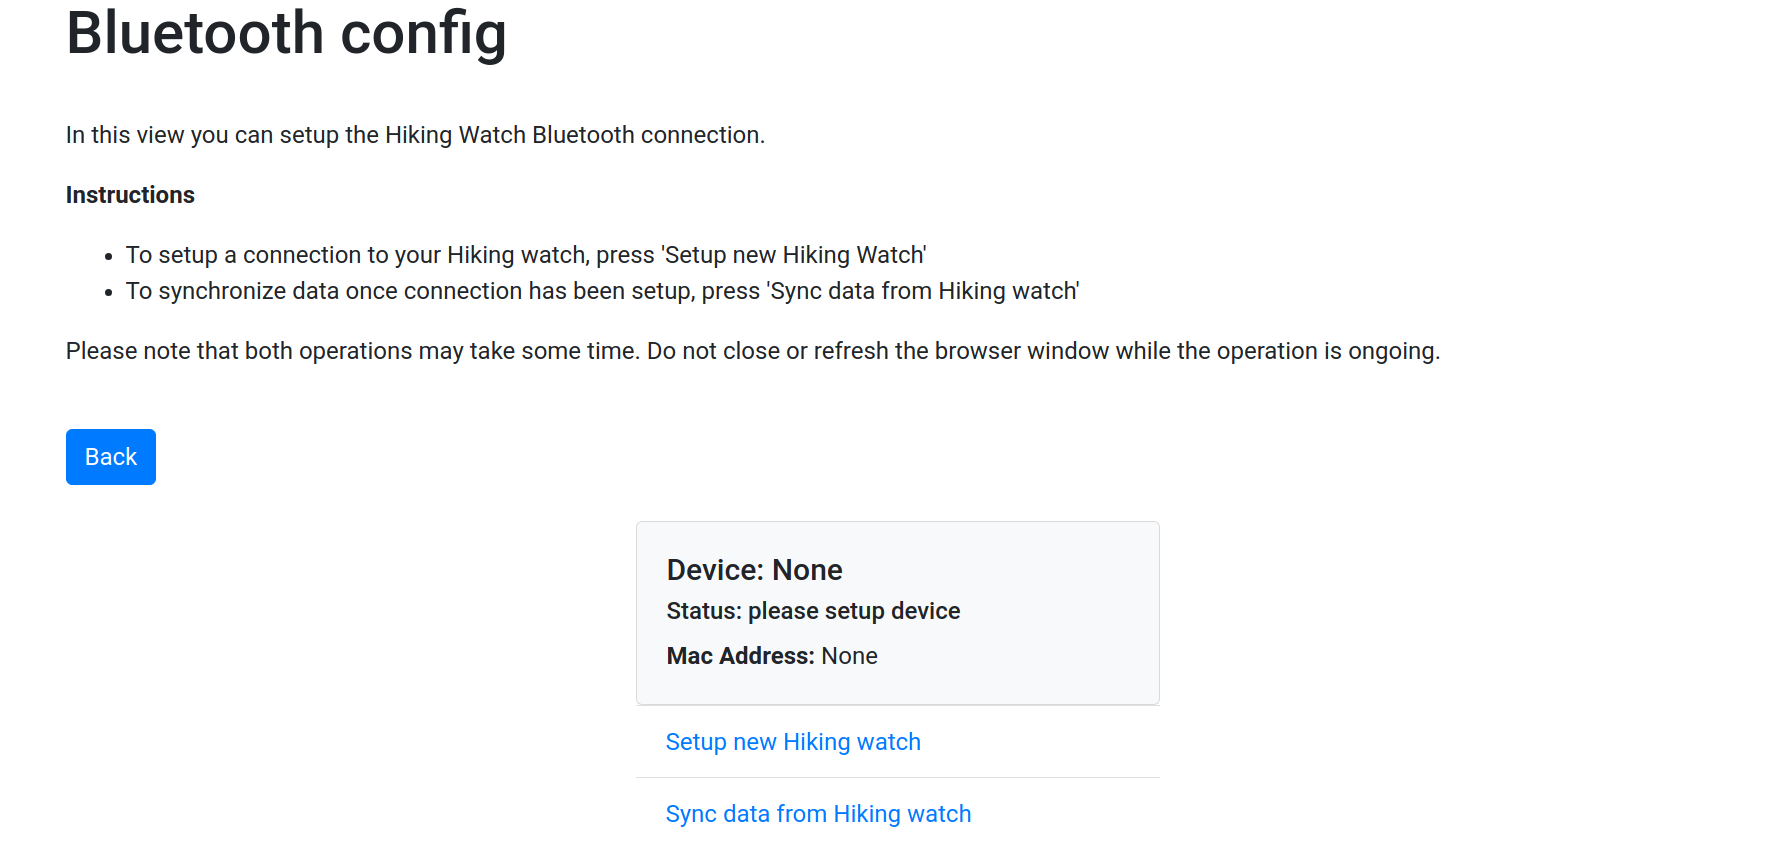 Bluetooth config
In this view you can setup the Hiking Watch Bluetooth connection.
Instructions
• To setup a connection to your Hiking watch, press 'Setup new Hiking Watch'
• To synchronize data once connection has been setup, press 'Sync data from Hiking watch'
Please note that both operations may take some time. Do not close or refresh the browser window while the operation is ongoing.
Back
Device: None
Status: please setup device
Mac Address: None
Setup new Hiking watch
Sync data from Hiking watch